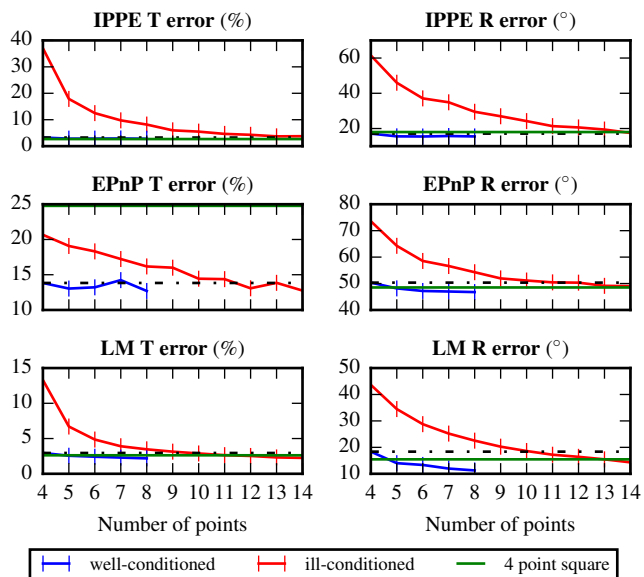 IPPE T error (%)
IPPE R error (°)
40
30
20
10
0
60
40
20
EPnP T error (%)
EPnP R error (°)
25
20
15
10
80
70
60
50
40
LM T error (%)
LM R error (°)
15
10
5
0
50
40
30
20
10
4 5 6 7 8 9 10 11 12 13 14
4 5 6 7 8 9 10 11 12 13 14
Number of points
Number of points
well-conditioned ill-conditioned 4 point square